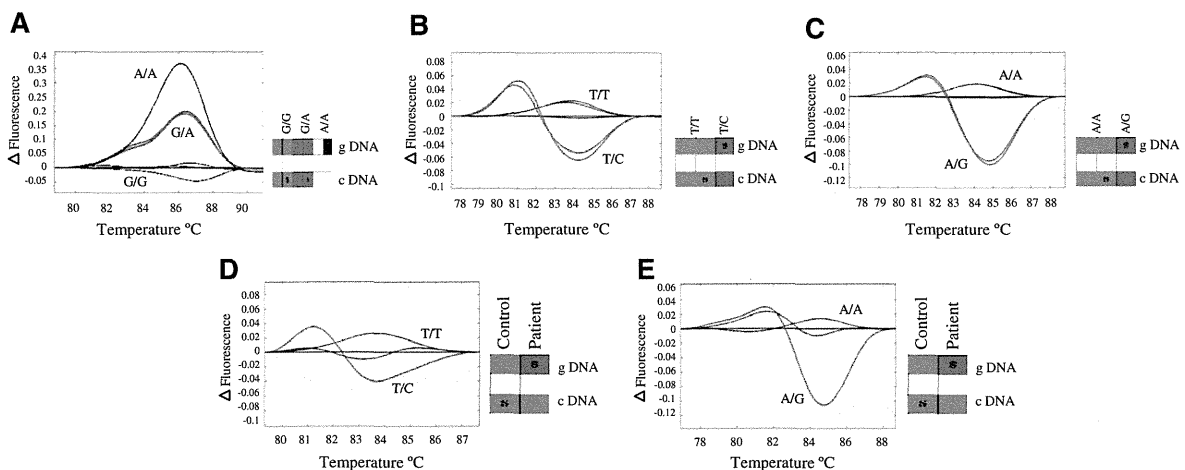 A
Δ Fluorescence
0.4
0.35
0.3
0.25
0.2
0.15
0.1
0.05
0
-0.05
A/A
G/A
G/G
80 82 84 86 88 90
Temperature ºC
G/G
G/A
A/A
g DNA
c DNA
B
Δ Fluorescence
0.08
0.06
0.04
0.02
0
-0.02
-0.04
-0.06
-0.08
-0.1
T/T
T/C
78 79 80 81 82 83 84 85 86 87 88
Temperature ºC
T/T
T/C
g DNA
c DNA
C
Δ Fluorescence
0.06
0.04
0.02
0
-0.02
-0.04
-0.06
-0.08
-0.1
-0.12
A/A
A/G
78 79 80 81 82 83 84 85 86 87 88
Temperature ºC
A/A
A/G
g DNA
c DNA
D
Δ Fluorescence
0.08
0.06
0.04
0.02
0
-0.02
-0.04
-0.06
-0.08
-0.1
T/T
T/C
80 81 82 83 84 85 86 87
Temperature ºC
Control
Patient
g DNA
c DNA
E
Δ Fluorescence
0.06
0.04
0.02
0
-0.02
-0.04
-0.06
-0.08
-0.1
-0.12
A/A
A/G
78 80 82 84 86 88
Temperature ºC
Control
Patient
g DNA
c DNA